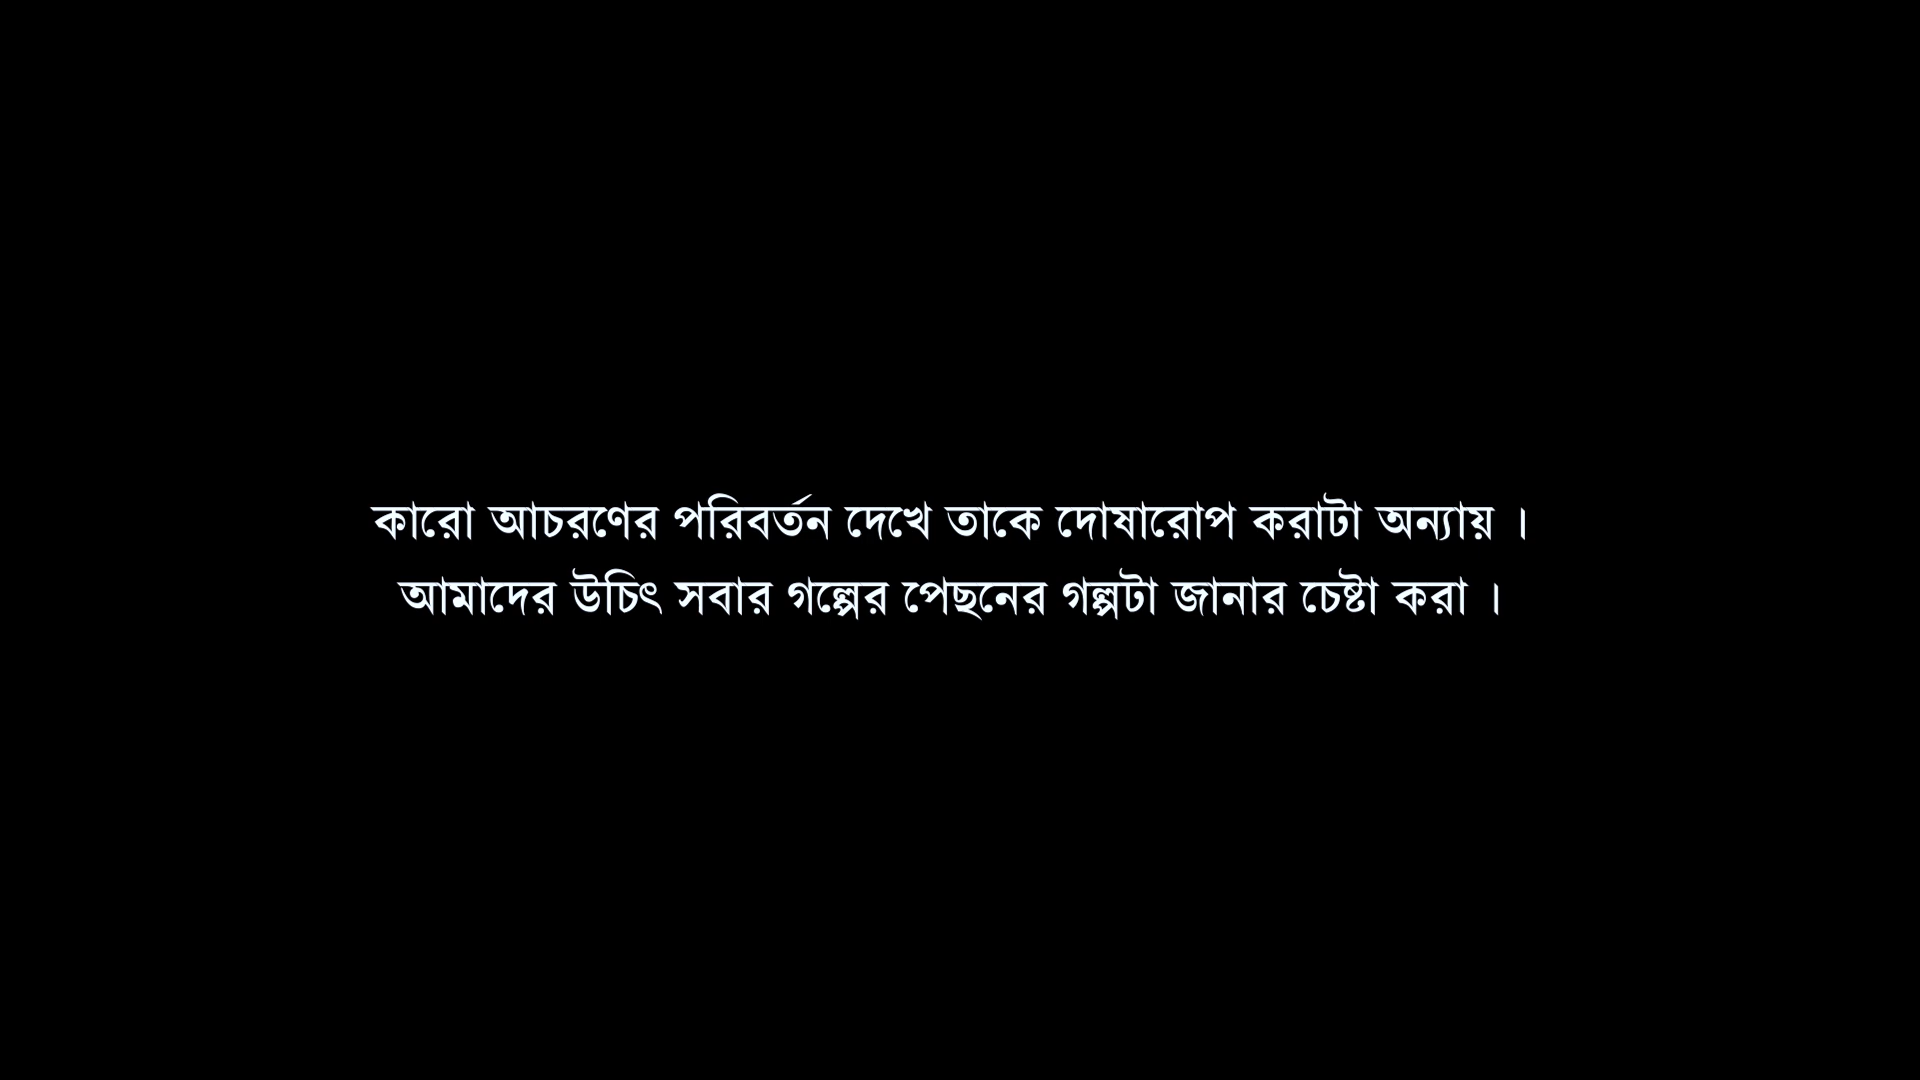 কারো আচরণের পরিবর্তন দেখে তাকে দোষারোপ করাটা অন্যায় ।
আমাদের উচিৎ সবার গল্পের পেছনের গল্পটা জানার চেষ্টা করা ।